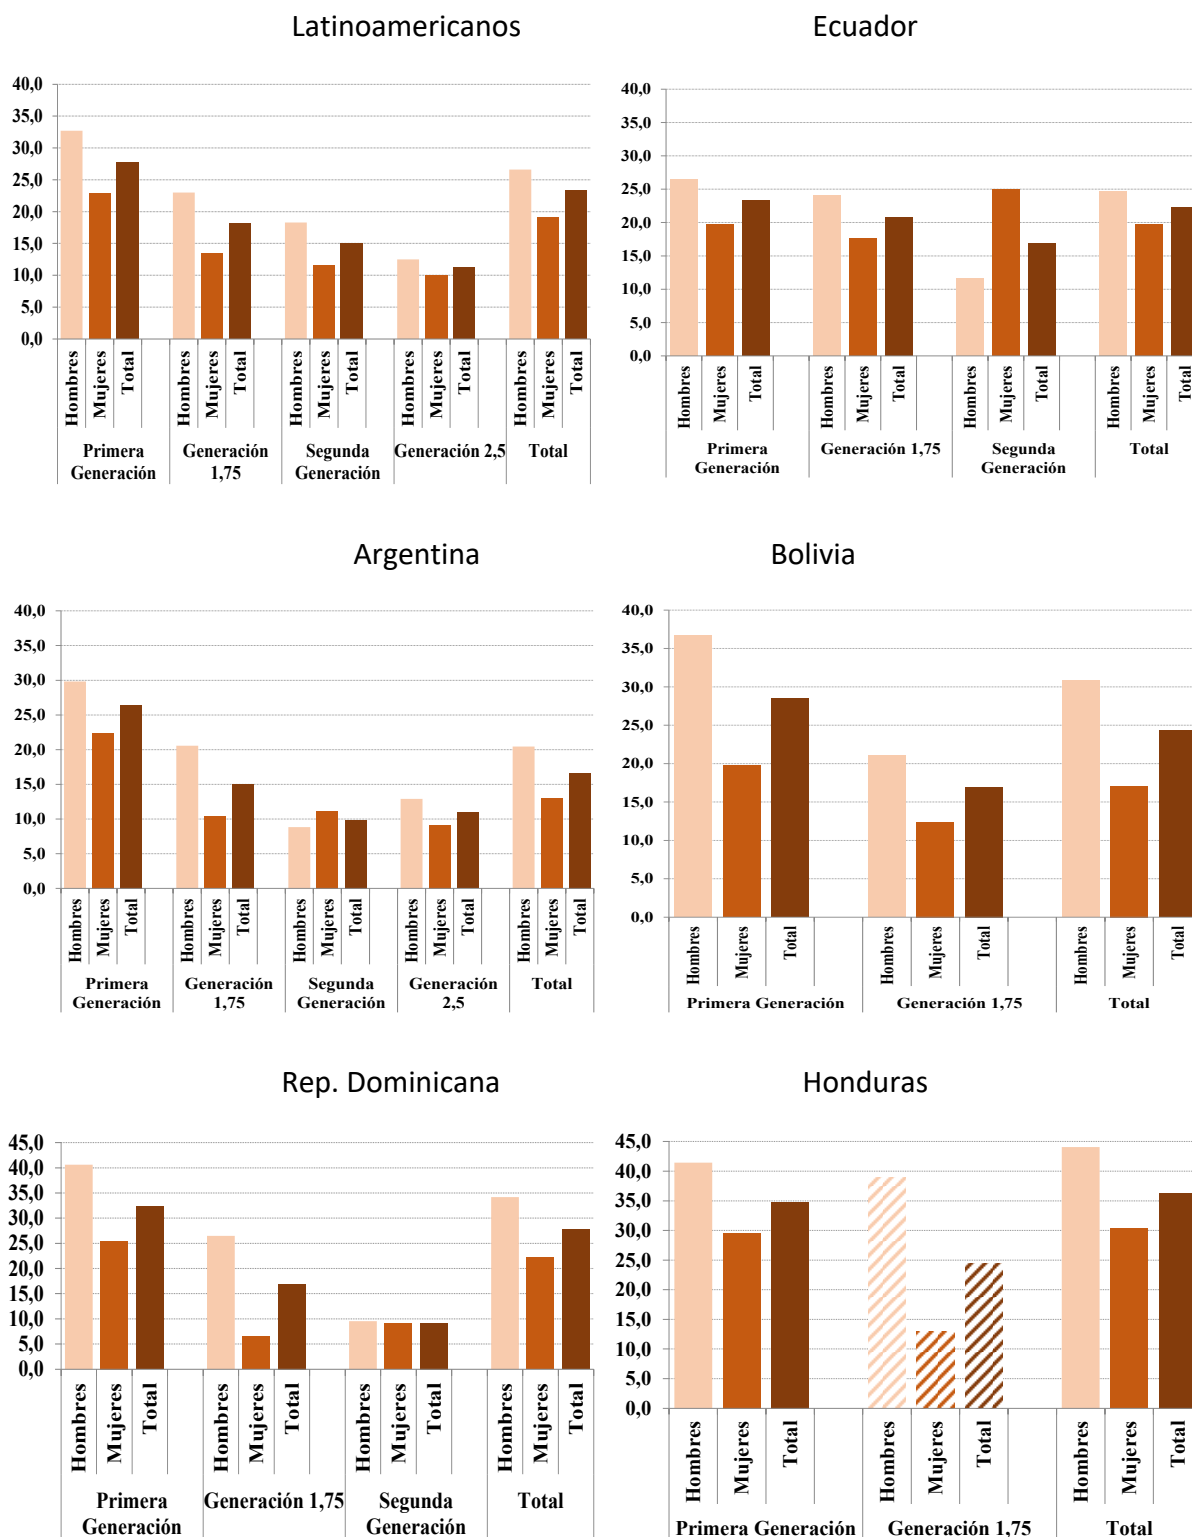 Latinoamericanos
40,0
35,0
30,0
25,0
20,0
15,0
10,0
5,0
0,0
Hombres
Mujeres
Total
Hombres
Mujeres
Total
Hombres
Mujeres
Total
Hombres
Mujeres
Total
Hombres
Mujeres
Total
Primera
Generación
Generación
1,75
Segunda
Generación
Generación 2,5
Total
Ecuador
40,0
35,0
30,0
25,0
20,0
15,0
10,0
5,0
0,0
Hombres
Mujeres
Total
Hombres
Mujeres
Total
Hombres
Mujeres
Total
Hombres
Mujeres
Total
Primera
Generación
Generación 1,75
Segunda
Generación
Total
Argentina
40,0
35,0
30,0
25,0
20,0
15,0
10,0
5,0
0,0
Hombres
Mujeres
Total
Hombres
Mujeres
Total
Hombres
Mujeres
Total
Hombres
Mujeres
Total
Hombres
Mujeres
Total
Primera
Generación
Generación
1,75
Segunda
Generación
Generación
2,5
Total
Bolivia
40,0
35,0
30,0
25,0
20,0
15,0
10,0
5,0
0,0
Hombres
Mujeres
Total
Hombres
Mujeres
Total
Hombres
Mujeres
Total
Primera Generación
Generación 1,75
Total
Rep. Dominicana
45,0
40,0
35,0
30,0
25,0
20,0
15,0
10,0
5,0
0,0
Hombres
Mujeres
Total
Hombres
Mujeres
Total
Hombres
Mujeres
Total
Hombres
Mujeres
Total
Primera
Generación
Generación 1,75
Segunda
Generación
Total
Honduras
45,0
40,0
35,0
30,0
25,0
20,0
15,0
10,0
5,0
0,0
Hombres
Mujeres
Total
Hombres
Mujeres
Total
Hombres
Mujeres
Total
Primera Generación
Generación 1,75
Total